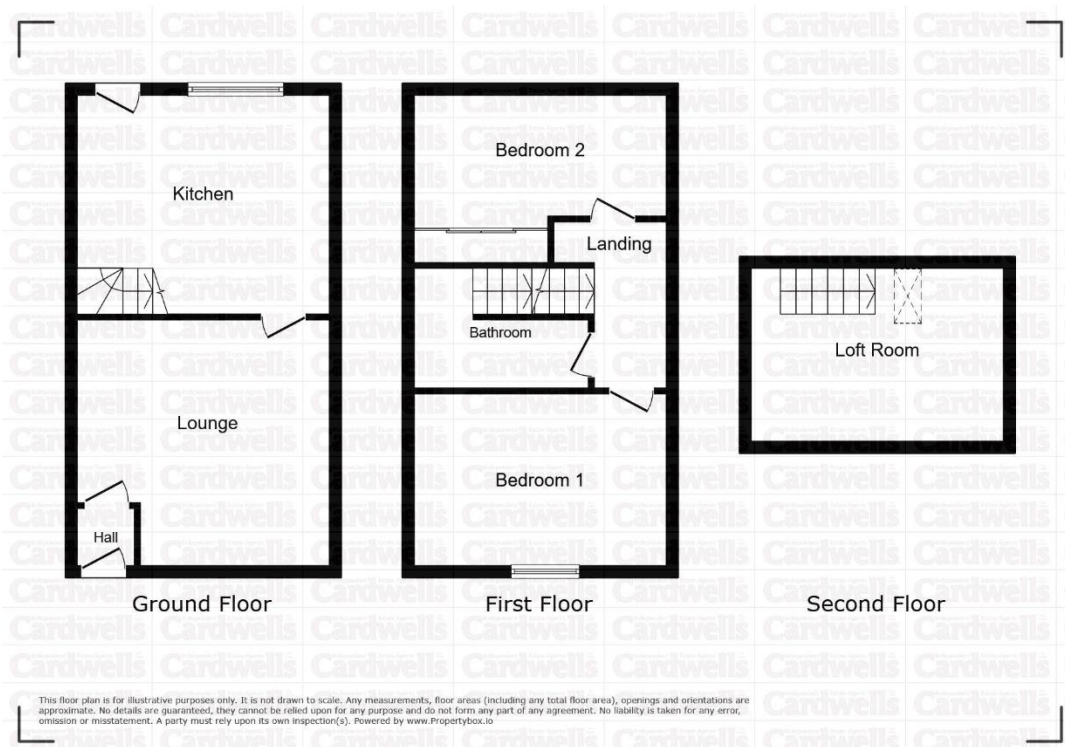 Bedroom 2
Kitchen
Landing
Bathroom
Loft Room
Lounge
Bedroom 1
Hall
Ground Floor
First Floor
Second Floor
This floor plan is for illustrative purposes only. It is not drawn to scale. Any measurements, floor areas (including any total floor area), openings and orientations are
approximate. No details are guaranteed, they cannot be relied upon for any purpose and do not form any part of any agreement. No liability is taken for any error,
omission or misstatement. A party must rely upon its own inspection(s). Powered by www.Propertybox.io
Cardwells